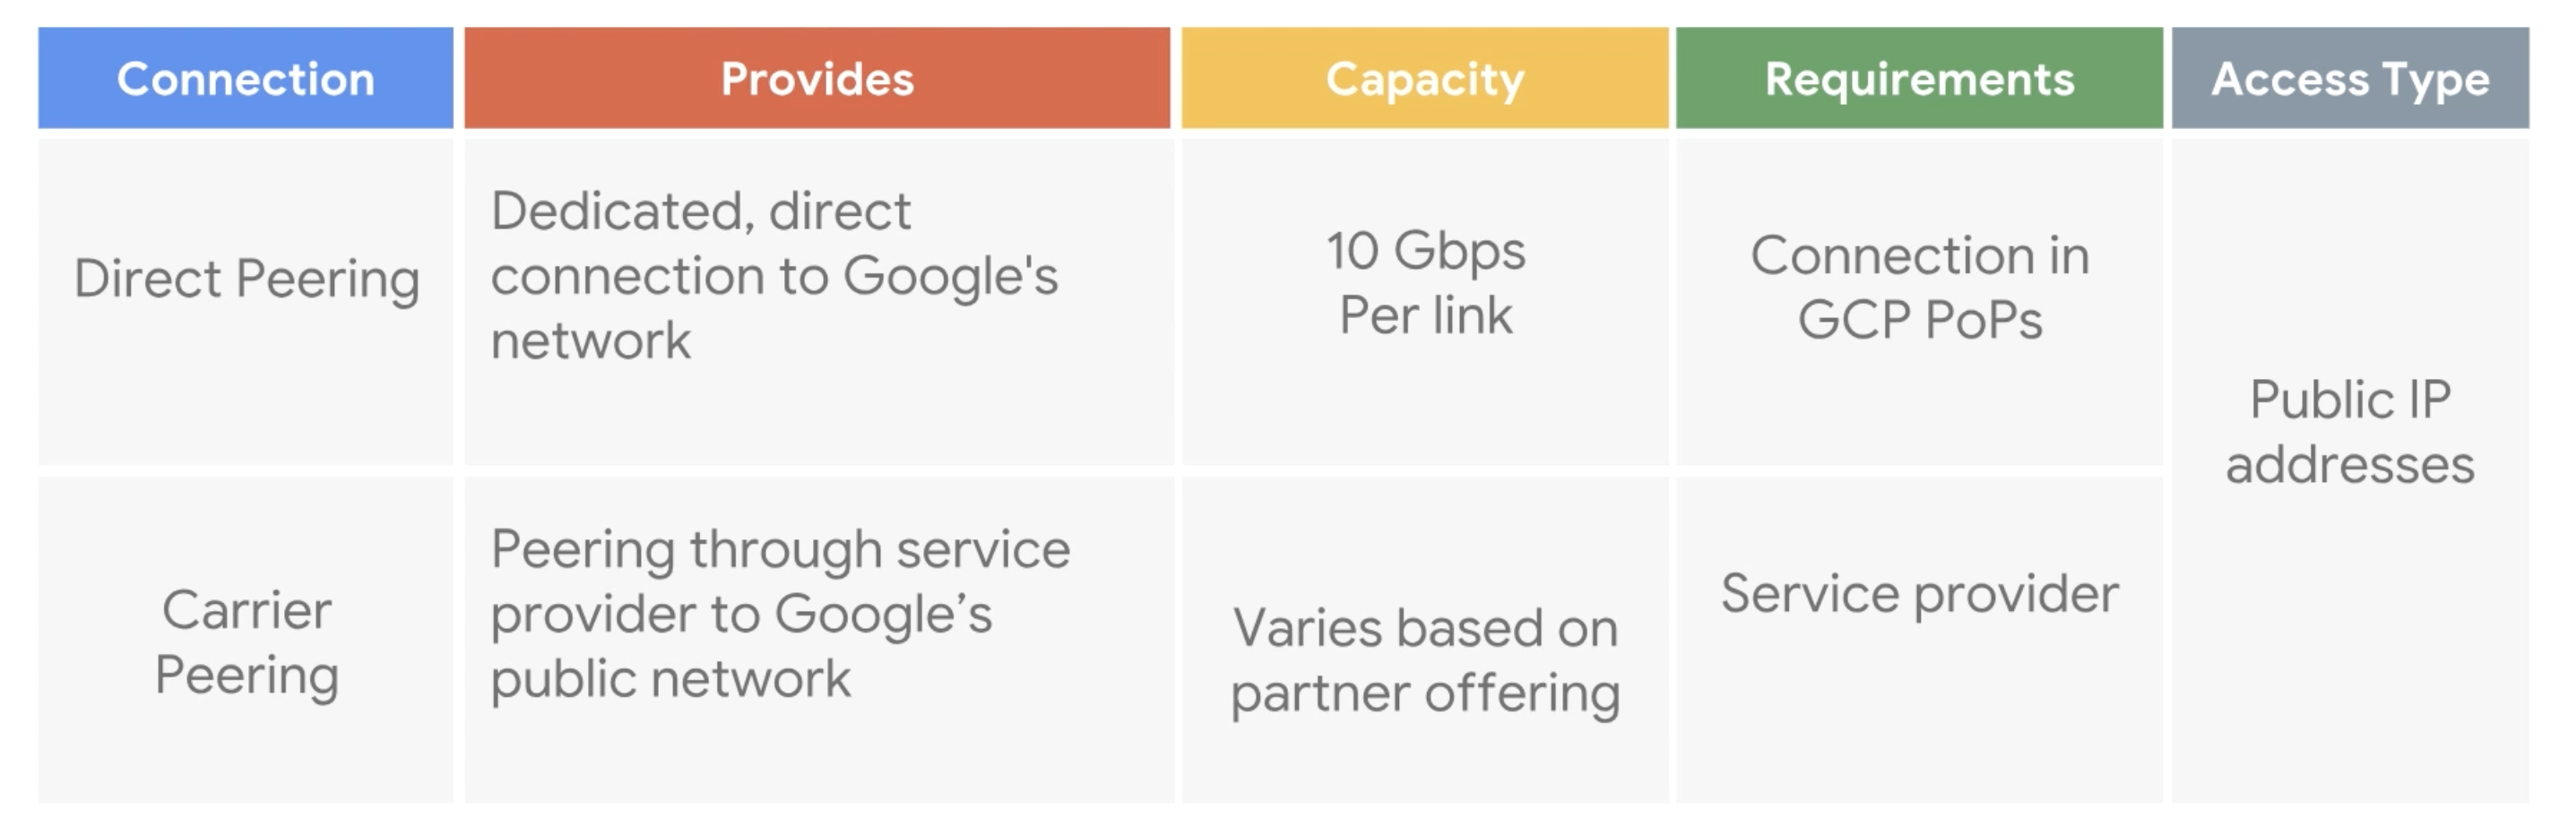 Connection
Provides
Capacity
Requirements
Access Type
Direct Peering
Dedicated, direct
connection to Google's
network
10 Gbps
Per link
Connection in
GCP PoPs
Public IP
addresses
Carrier
Peering
Peering through service
provider to Google’s
public network
Varies based on
partner offering
Service provider